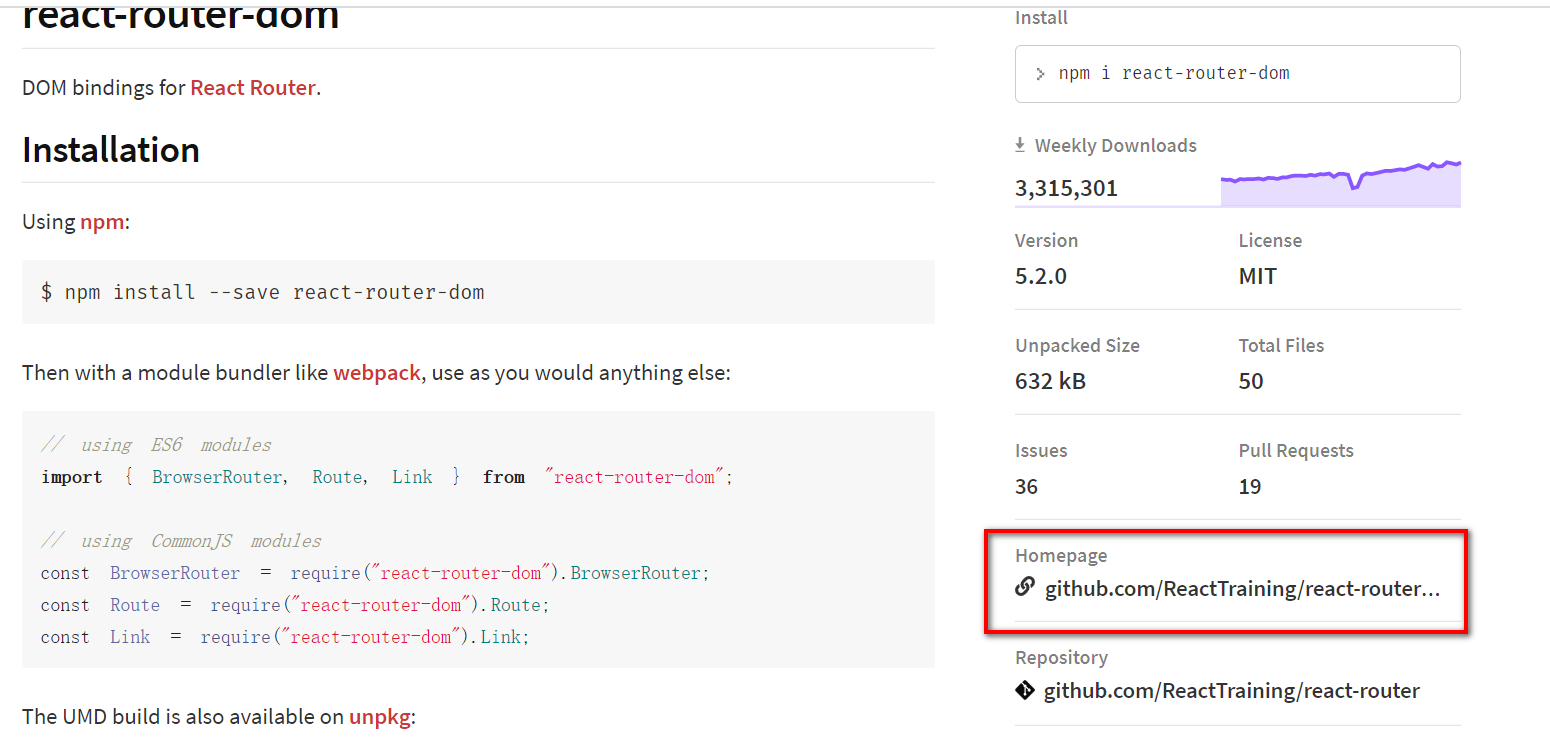 react-router-dom
DOM bindings for React Router.
Installation
Using npm:
$ npm install --save react-router-dom
Then with a module bundler like webpack, use as you would anything else:
// using ES6 modules
import { BrowserRouter, Route, Link } from "react-router-dom";
// using CommonJS modules
const BrowserRouter = require("react-router-dom").BrowserRouter;
const Route = require("react-router-dom").Route;
const Link = require("react-router-dom").Link;
The UMD build is also available on unpkg:
Install
> npm i react-router-dom
Weekly Downloads
3,315,301
Version License
5.2.0 MIT
Unpacked Size Total Files
632 kB 50
Issues Pull Requests
36 19
Homepage
github.com/ReactTraining/react-router...
Repository
github.com/ReactTraining/react-router